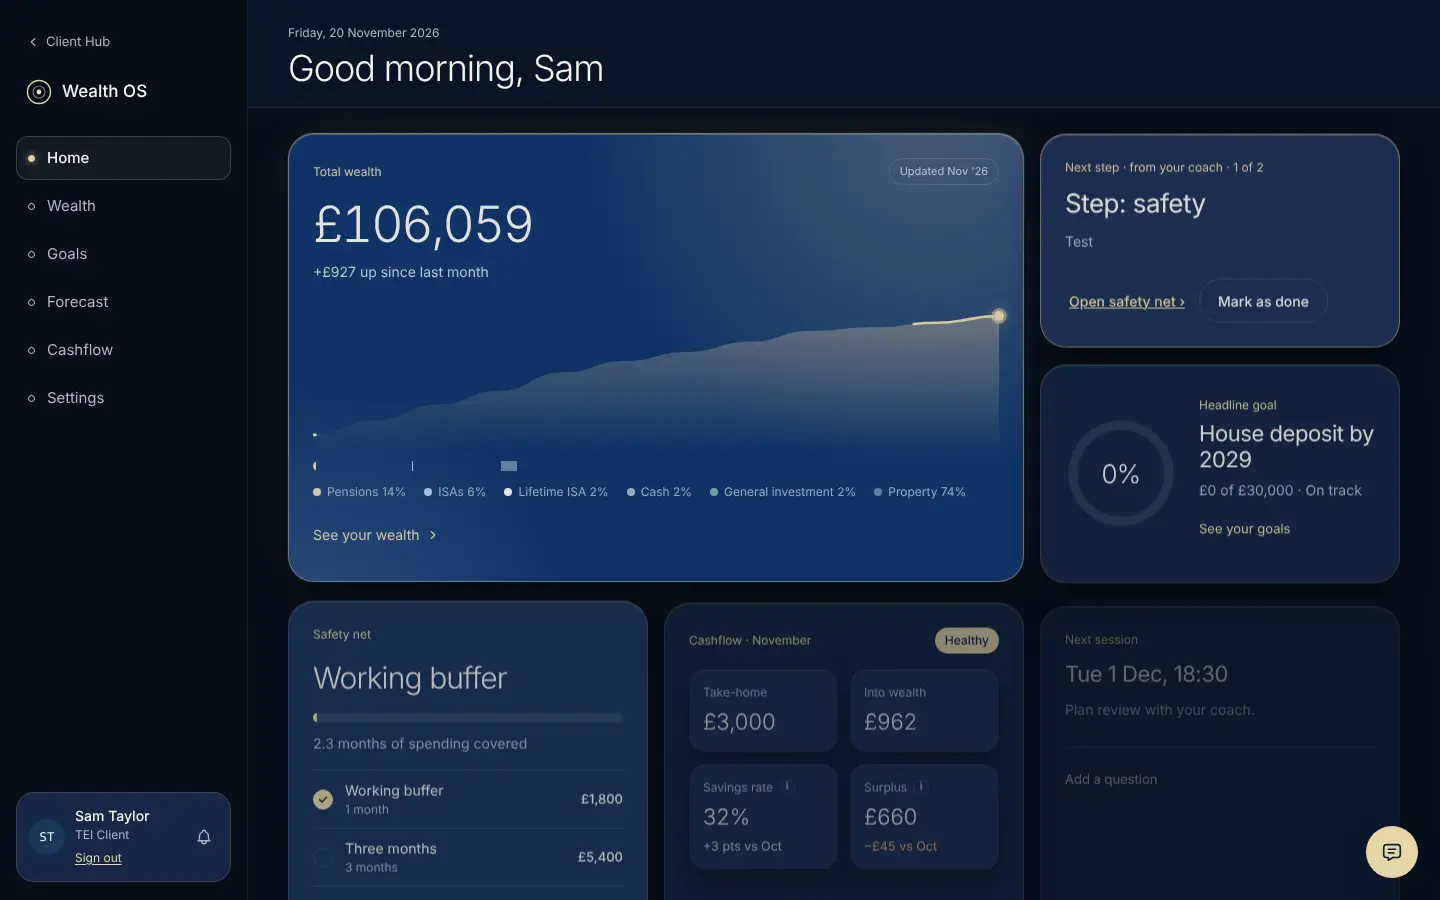 Client Hub
Wealth OS
Home
Wealth
Goals
Forecast
Cashflow
Settings
ST
Sam Taylor
TEI Client
Sign out
Friday, 20 November 2026
Good morning, Sam
Total wealth
Updated Nov '26
£106,059
+£927 up since last month
Pensions 14%
ISAs 6%
Lifetime ISA 2%
Cash 2%
General investment 2%
Property 74%
See your wealth
Next step · from your coach · 1 of 2
Step: safety
Test
Open safety net ›
Mark as done
0%
Headline goal
House deposit by
2029
£0 of £30,000 · On track
See your goals
Safety net
Working buffer
2.3 months of spending covered
Working buffer
1 month
£1,800
Three months
3 months
£5,400
Cashflow · November
Healthy
Take-home
£3,000
Into wealth
£962
Savings rate
i
32%
+3 pts vs Oct
Surplus
i
£660
−£45 vs Oct
Next session
Tue 1 Dec, 18:30
Plan review with your coach.
Add a question